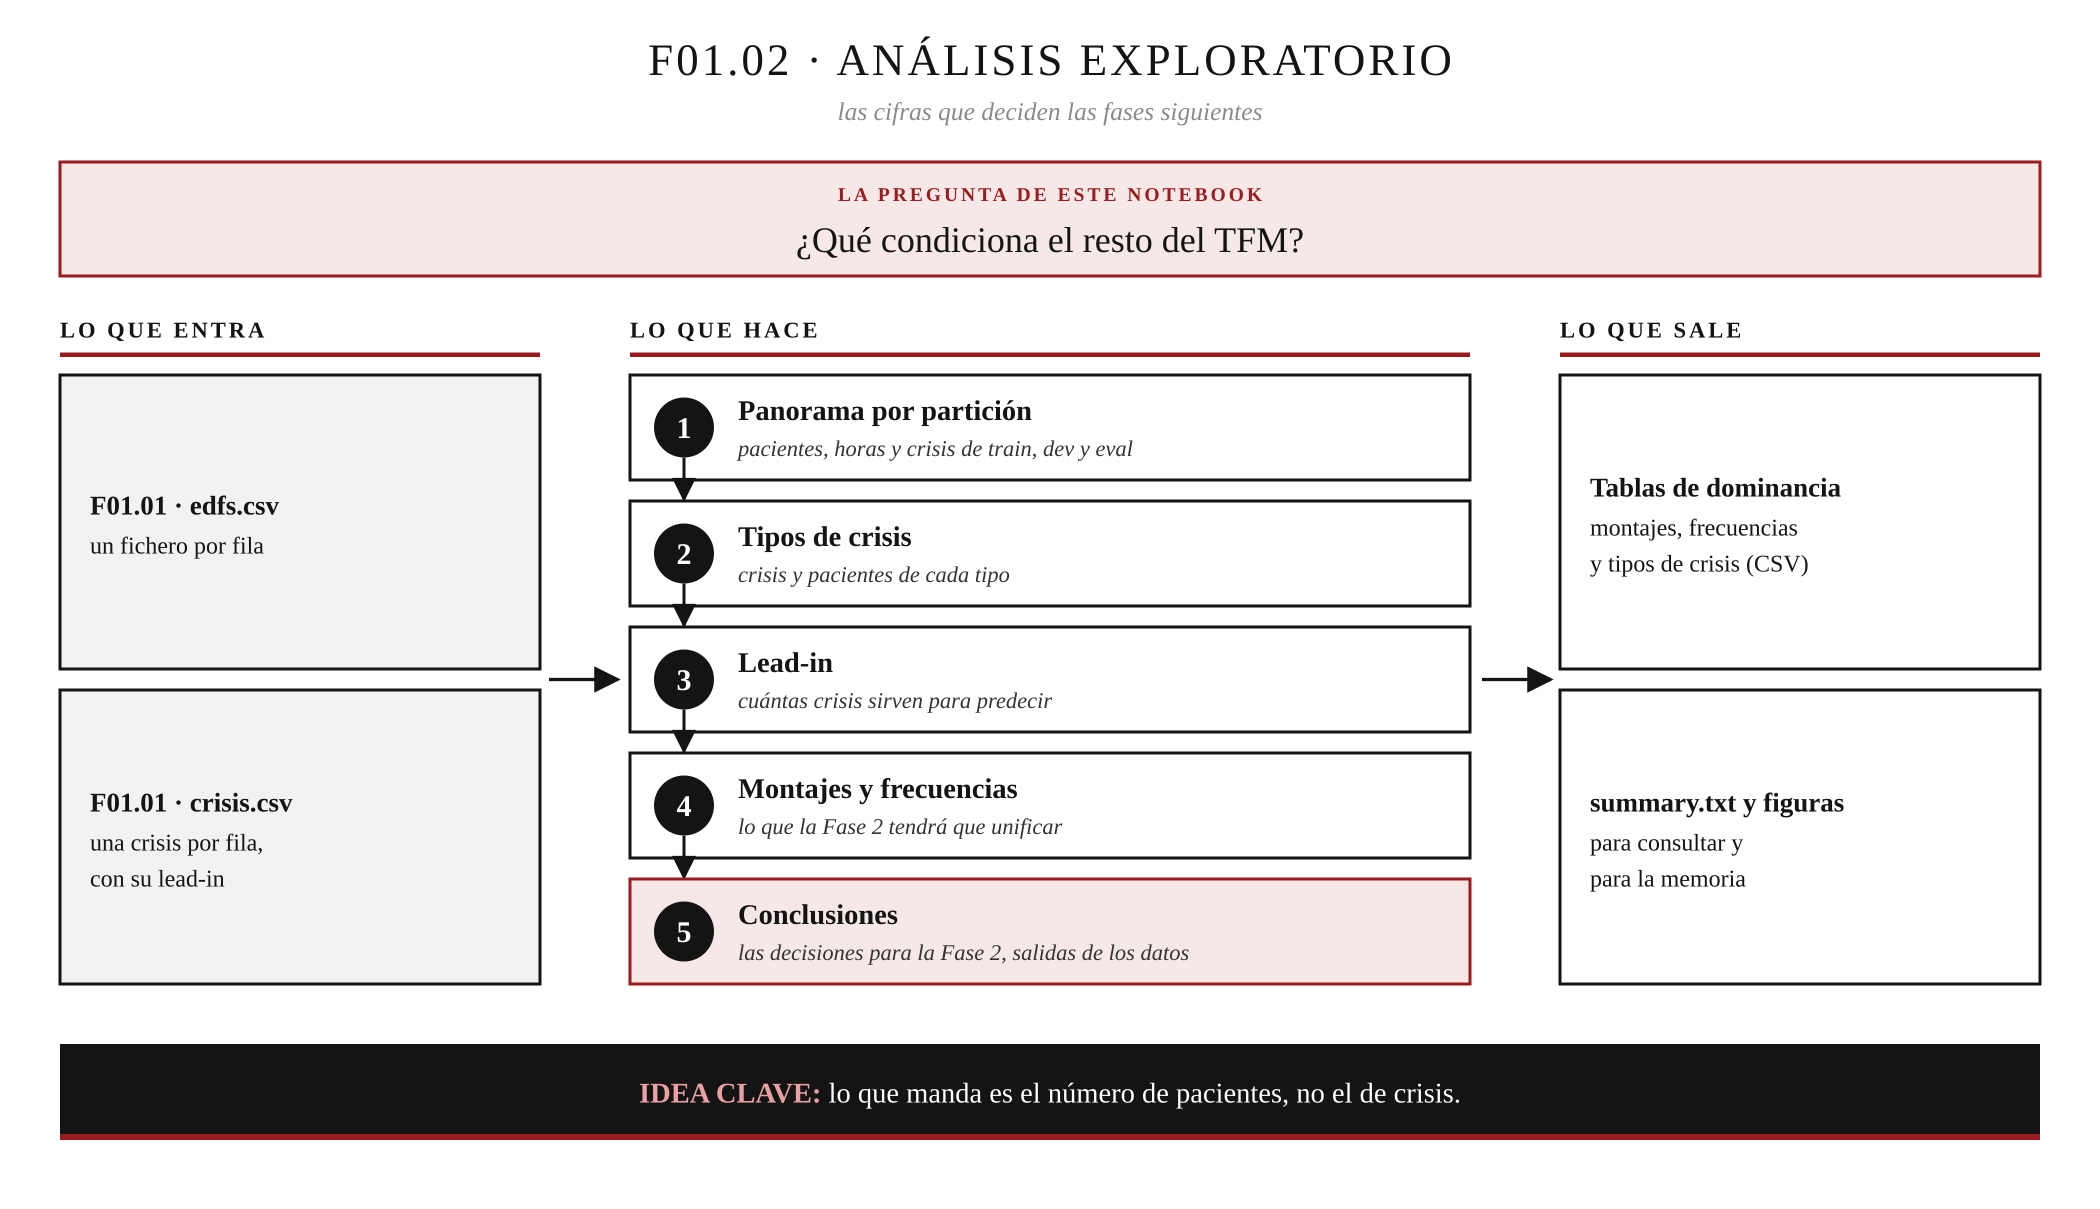 F01.02 · ANÁLISIS EXPLORATORIO
las cifras que deciden las fases siguientes
LA PREGUNTA DE ESTE NOTEBOOK
¿Qué condiciona el resto del TFM?
LO QUE ENTRA
F01.01 · edfs.csv
un fichero por fila
F01.01 · crisis.csv
una crisis por fila,
con su lead-in
LO QUE HACE
1
Panorama por partición
pacientes, horas y crisis de train, dev y eval
2
Tipos de crisis
crisis y pacientes de cada tipo
3
Lead-in
cuántas crisis sirven para predecir
4
Montajes y frecuencias
lo que la Fase 2 tendrá que unificar
5
Conclusiones
las decisiones para la Fase 2, salidas de los datos
LO QUE SALE
Tablas de dominancia
montajes, frecuencias
y tipos de crisis (CSV)
summary.txt y figuras
para consultar y
para la memoria
IDEA CLAVE: lo que manda es el número de pacientes, no el de crisis.